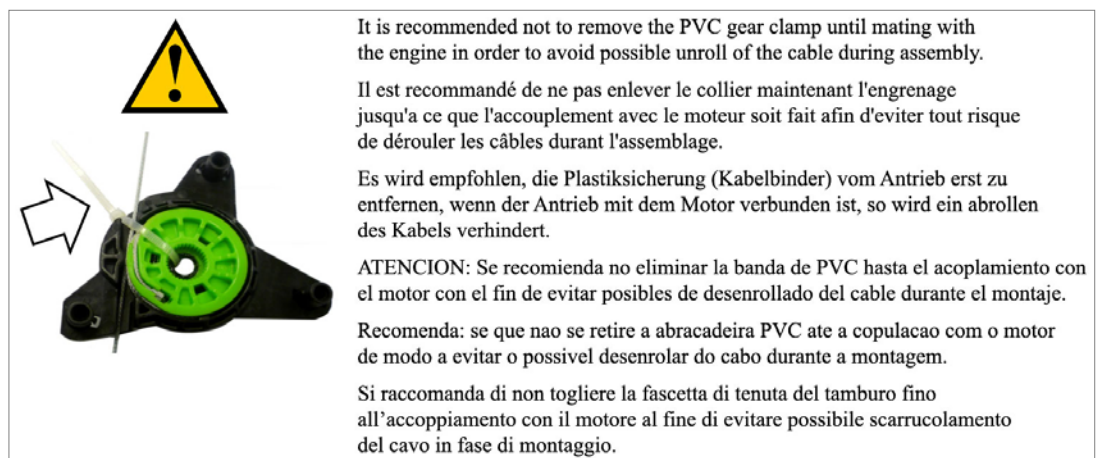 It is recommended not to remove the PVC gear clamp until mating with
the engine in order to avoid possible unroll of the cable during assembly.
Il est recommandé de ne pas enlever le collier maintenant l'engrenage
jusqu'a ce que l'accouplement avec le moteur soit fait afin d'eviter tout risque
de dérouler les câbles durant l'assemblage.
Es wird empfohlen, die Plastiksicherung (Kabelbinder) vom Antrieb erst zu
entfernen, wenn der Antrieb mit dem Motor verbunden ist, so wird ein abrollen
des Kabels verhindert.
ATENCION: Se recomienda no eliminar la banda de PVC hasta el acoplamiento con
el motor con el fin de evitar posibles de desenrollado del cable durante el montaje.
Recomenda: se que nao se retire a abracadeira PVC ate a copulacao com o motor
de modo a evitar o possivel desenrolar do cabo durante a montagem.
Si raccomanda di non togliere la fascetta di tenuta del tamburo fino
all’accoppiamento con il motore al fine di evitare possibile scarrucolamento
del cavo in fase di montaggio.